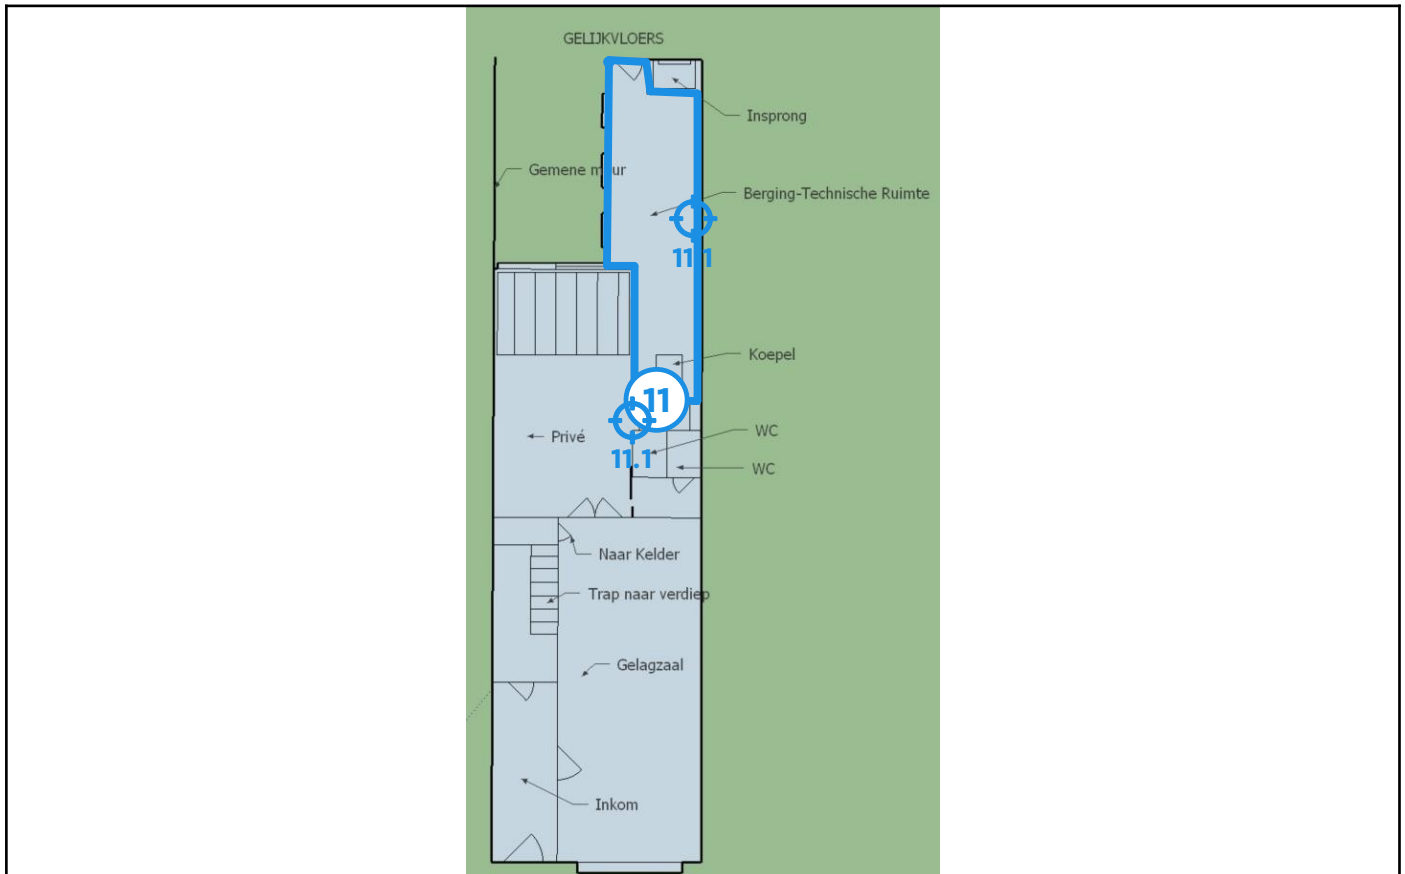 GELIJKVLOERS
Insprong
Gemene muur
Berging-Technische Ruimte
11.1
Koepel
11
WC
Privé
11.1
WC
Naar Kelder
Trap naar verdiep
Gelagzaal
Inkom